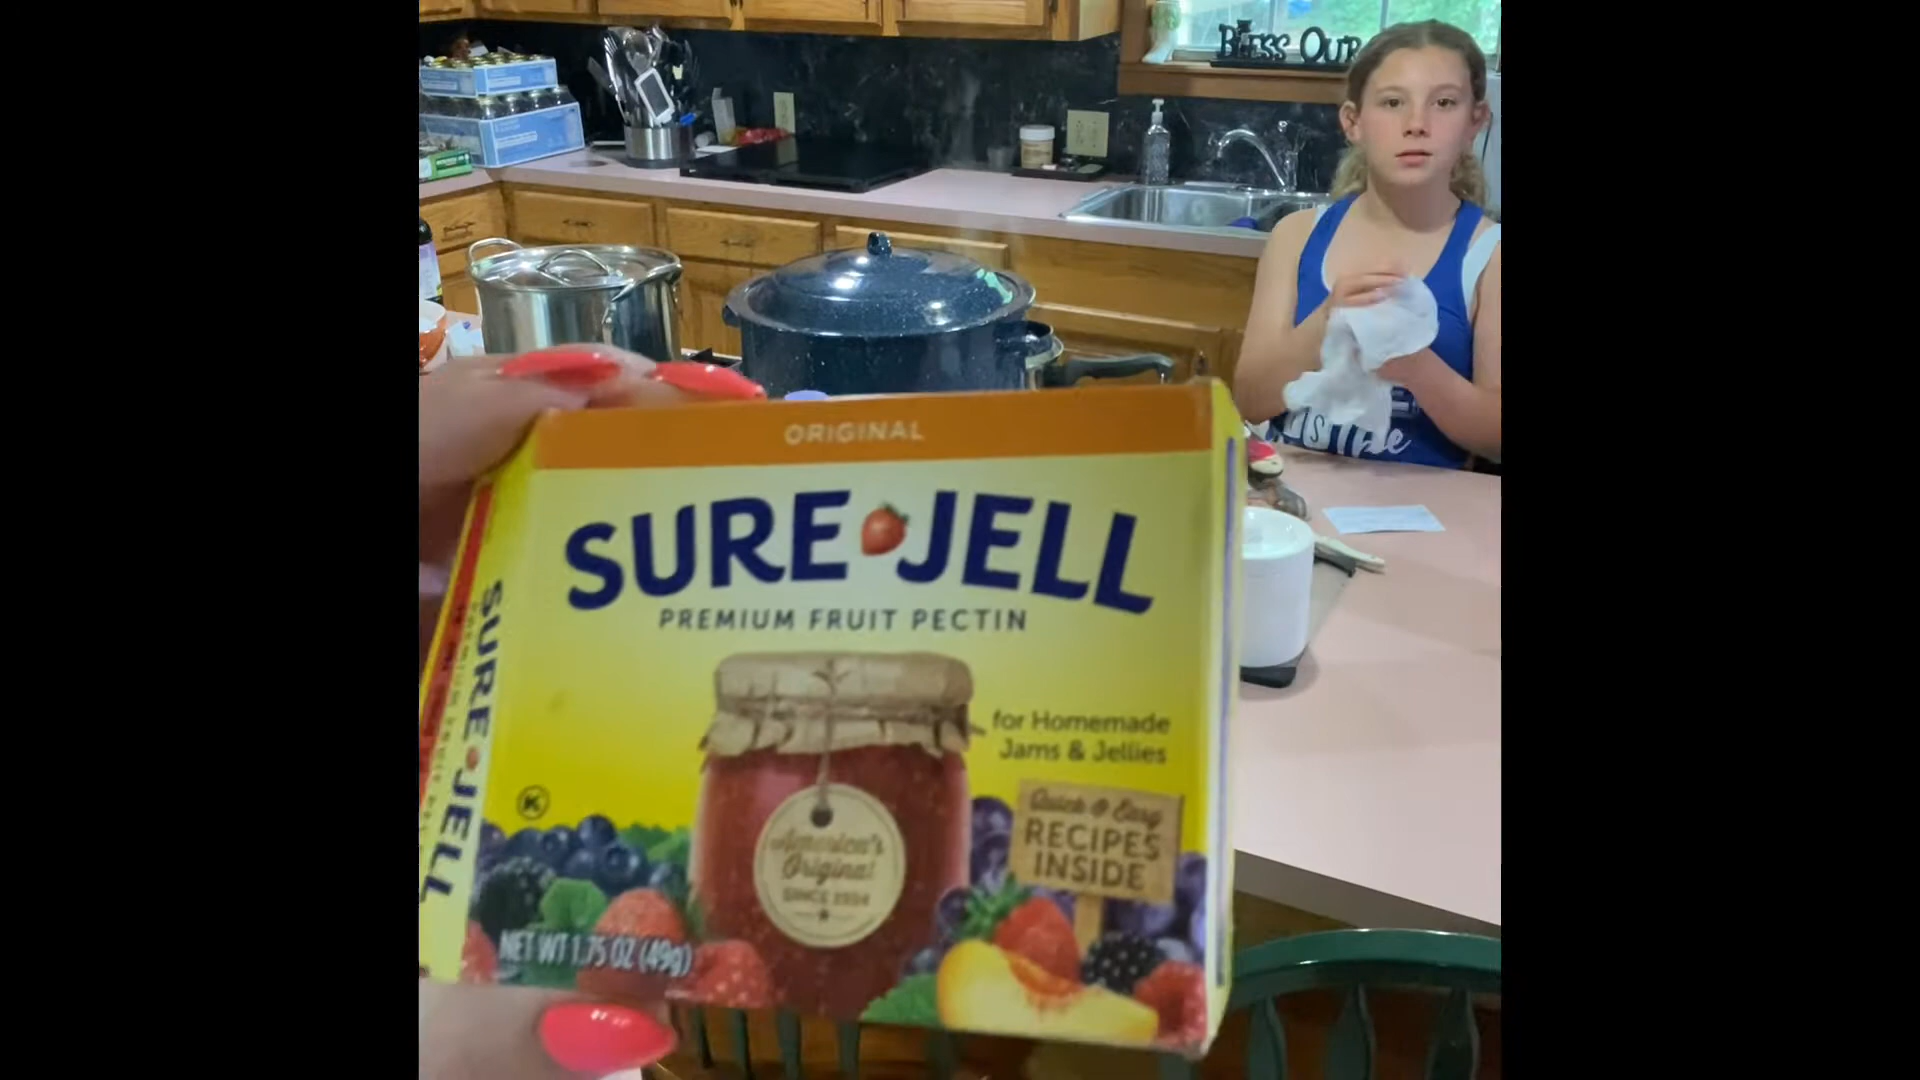 BLESS OUR
ORIGINAL
SURE JELL
PREMIUM FRUIT PECTIN
for Homemade
Jams & Jellies
Quick & Easy
RECIPES
INSIDE
America's
Original
SINCE 1934
K
NET WT 1.75 OZ (49g)
SURE JELL